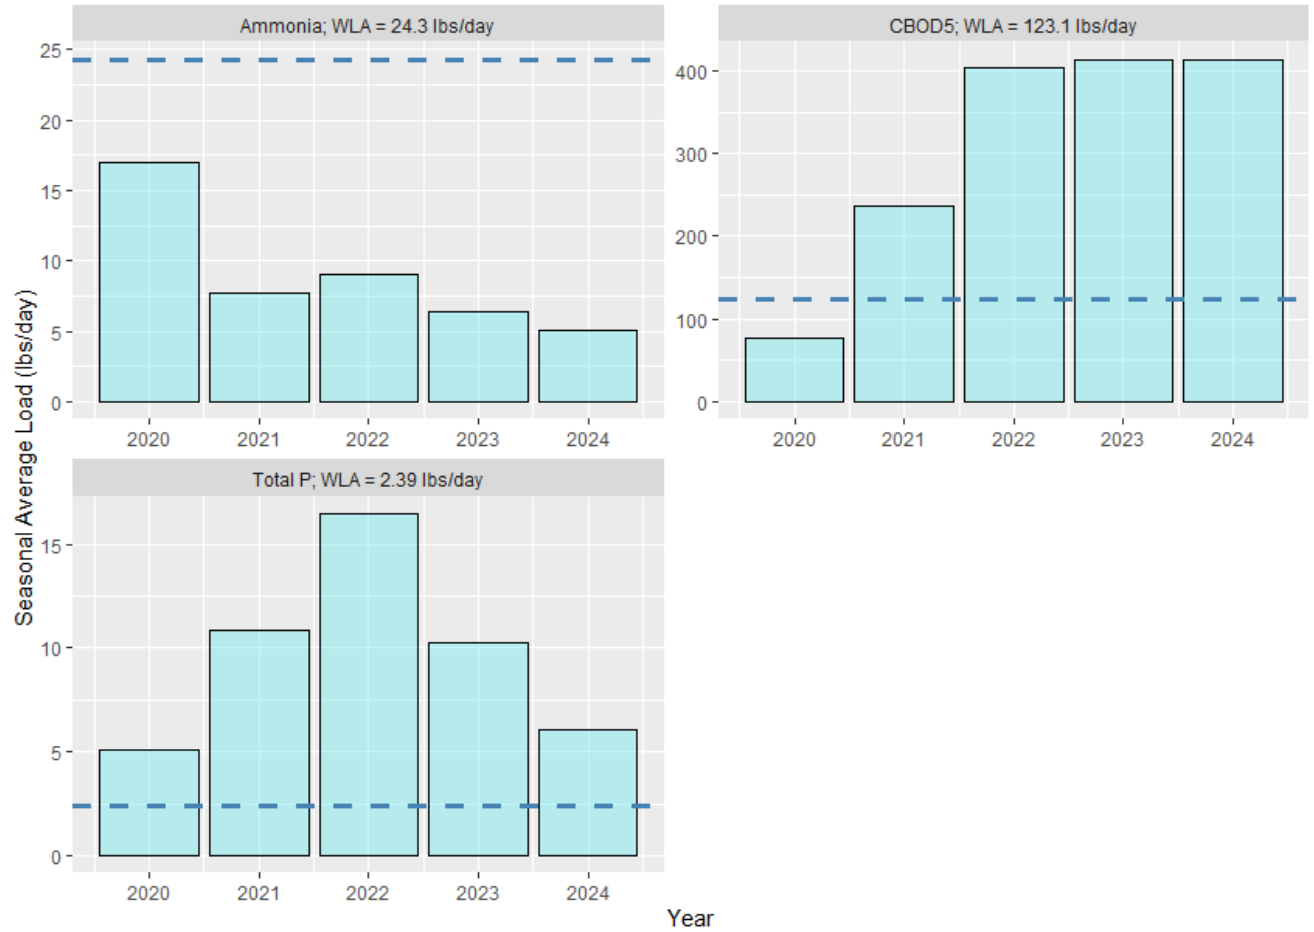 Ammonia; WLA = 24.3 lbs/day
25
20
15
10
5
0
2020 2021 2022 2023 2024
CBOD5; WLA = 123.1 lbs/day
400
300
200
100
0
2020 2021 2022 2023 2024
Total P; WLA = 2.39 lbs/day
15
10
5
0
2020 2021 2022 2023 2024
Seasonal Average Load (lbs/day)
Year